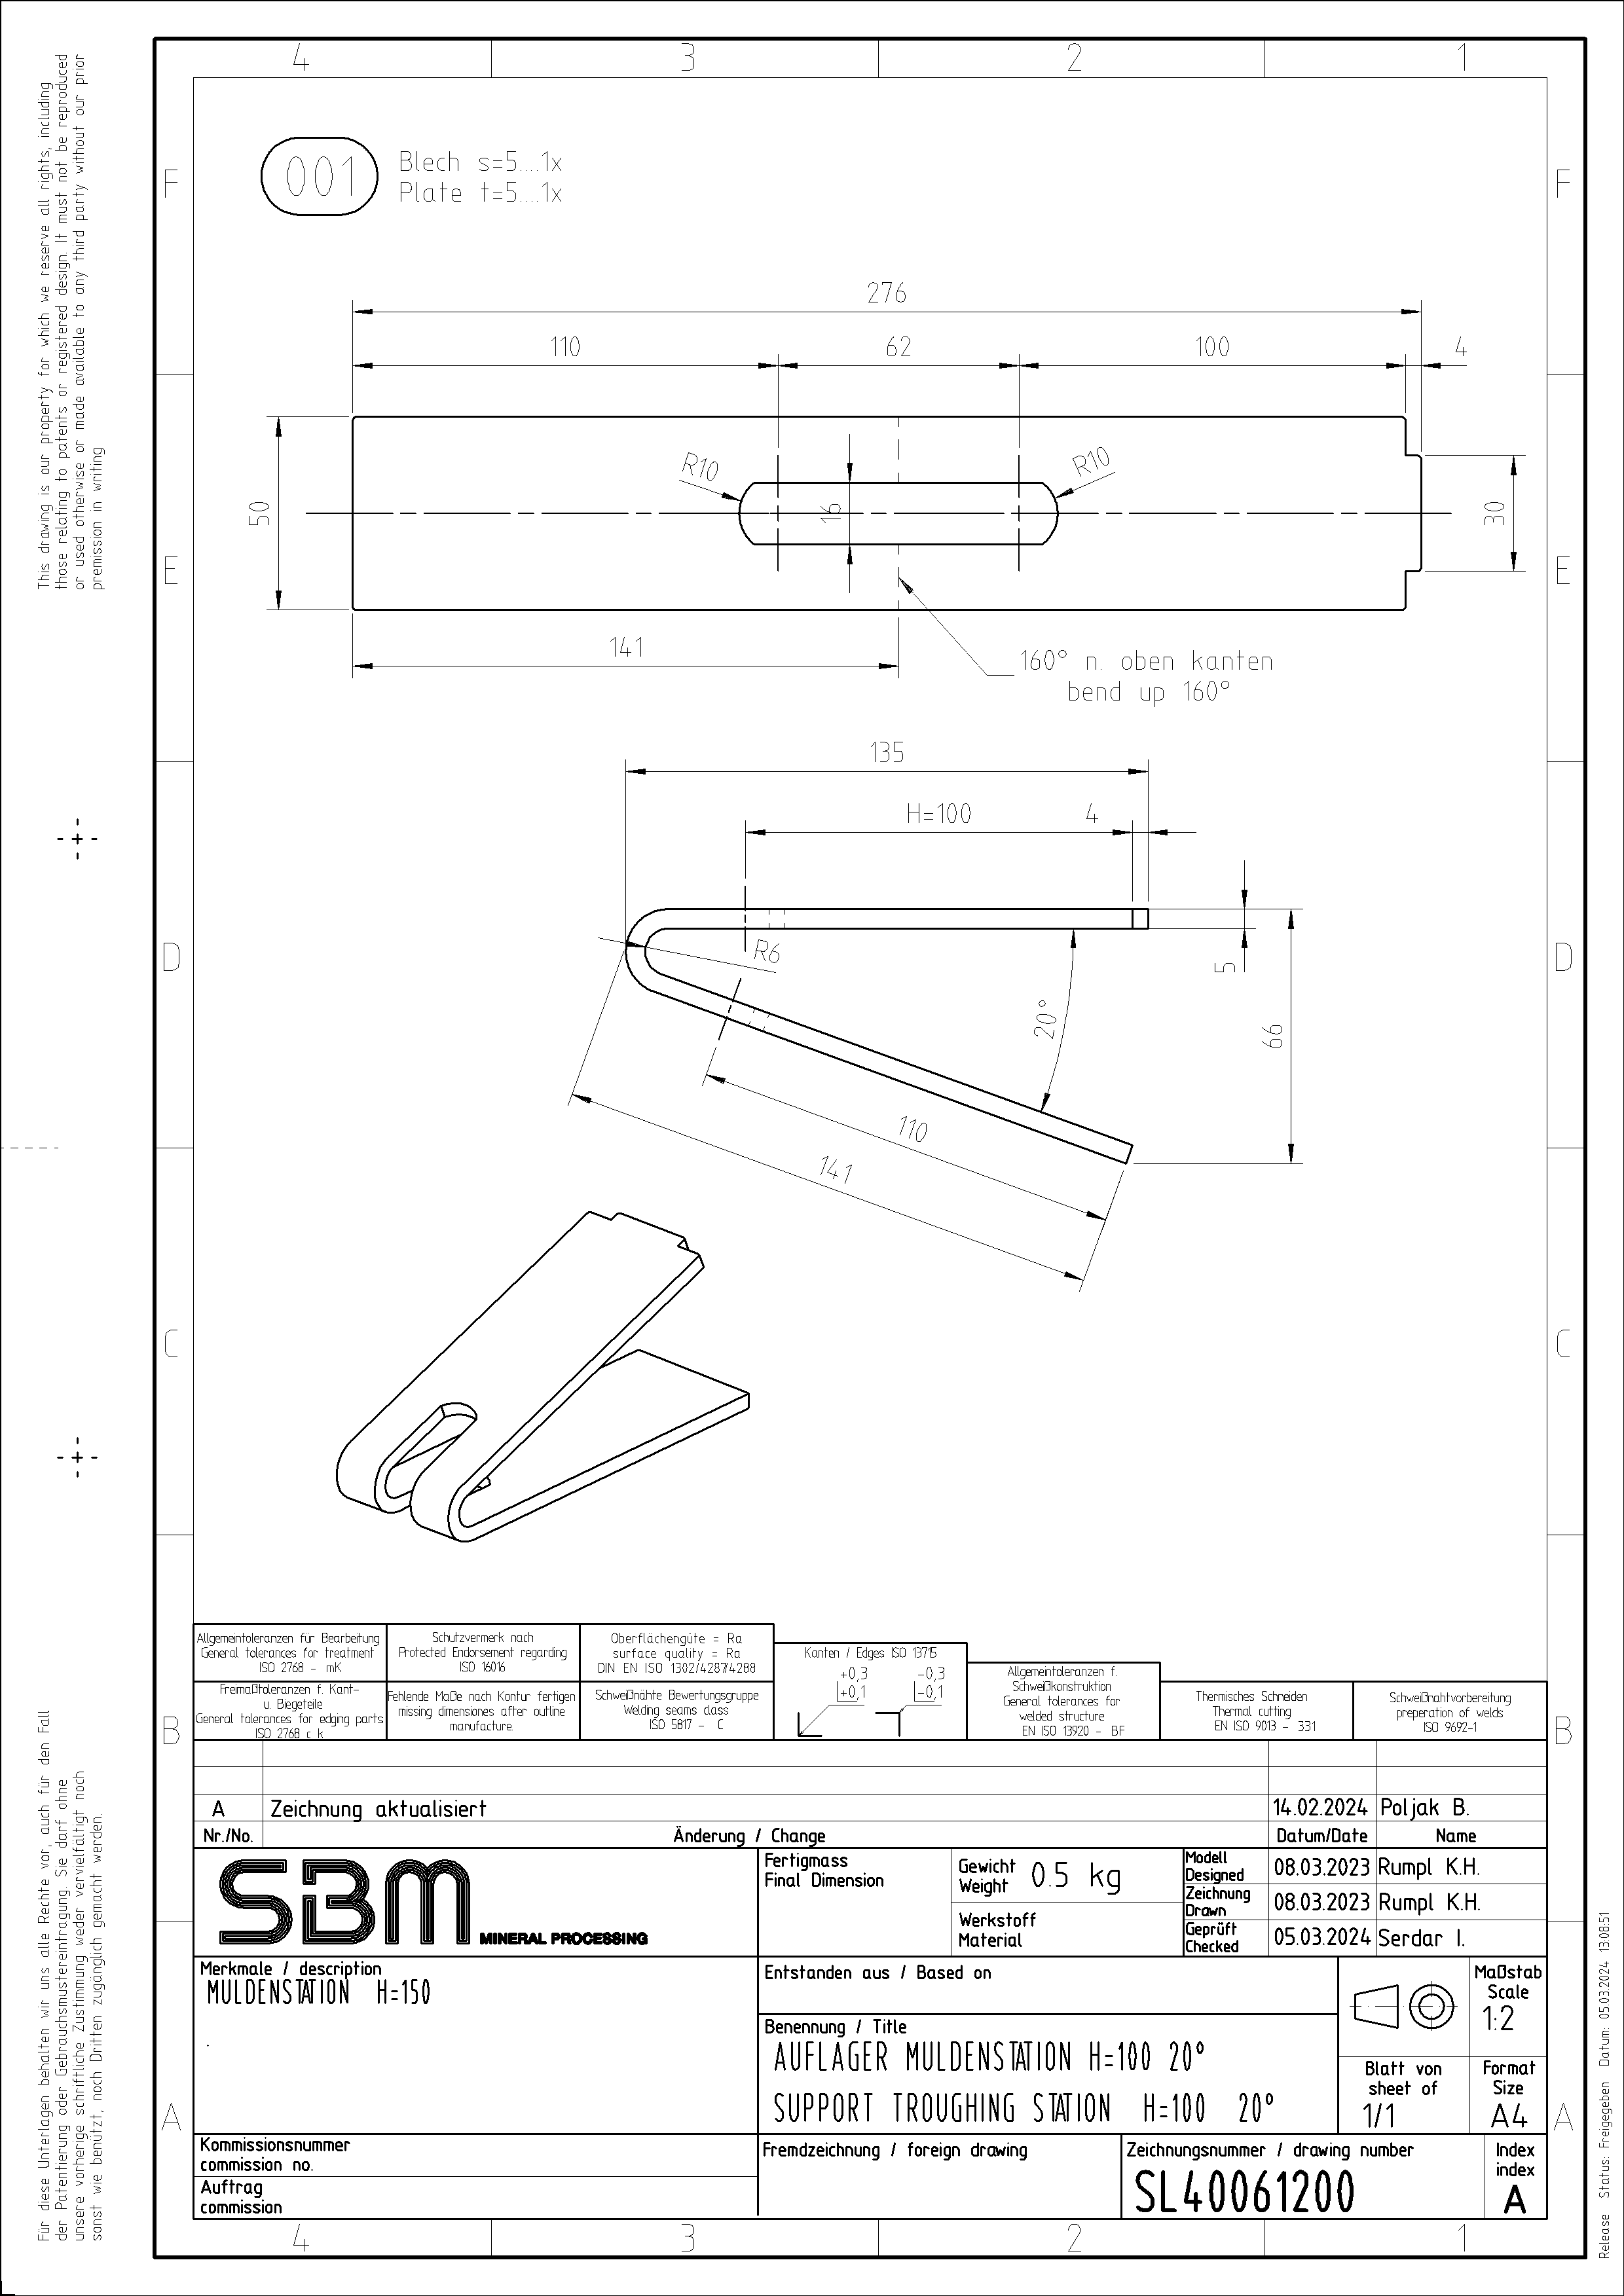 4 3 2 1
This drawing is our property for which we reserve all rights, including
those relating to patents or registered design. It must not be reproduced
or used otherwise or made available to any third party without our prior
premission in writing
F F
001
Blech s=5....1x
Plate t=5....1x
276
110 62 100 4
R10 R10
50 16 30
E E
141
160° n. oben kanten
bend up 160°
135
H=100 4
D D
R6
5
20°
66
110
141
C C
Allgemeintoleranzen für Bearbeitung
General tolerances for treatment
ISO 2768 - mK
Schutzvermerk nach
Protected Endorsement regarding
ISO 16016
Oberflächengüte = Ra
surface quality = Ra
DIN EN ISO 1302/4287/4288
Kanten / Edges ISO 13715
+0,3 -0,3
+0,1 -0,1
Freimaßtoleranzen f. Kant-
u. Biegeteile
General tolerances for edging parts
ISO 2768 c k
Fehlende Maße nach Kontur fertigen
missing dimensiones after outline
manufacture.
Schweißnähte Bewertungsgruppe
Welding seams class
ISO 5817 - C
Allgemeintoleranzen f.
Schweißkonstruktion
General tolerances for
welded structure
EN ISO 13920 - BF
Thermisches Schneiden
Thermal cutting
EN ISO 9013 - 331
Schweißnahtvorbereitung
preperation of welds
ISO 9692-1
B B
A Zeichnung aktualisiert 14.02.2024 Poljak B.
Nr./No. Änderung / Change Datum/Date Name
SBM MINERAL PROCESSING
Fertigmass
Final Dimension
Gewicht
Weight
0.5 kg
Werkstoff
Material
Modell
Designed
08.03.2023 Rumpl K.H.
Zeichnung
Drawn
08.03.2023 Rumpl K.H.
Geprüft
Checked
05.03.2024 Serdar I.
Merkmale / description
MULDENSTATION H=150
Entstanden aus / Based on
Benennung / Title
AUFLAGER MULDENSTATION H=100 20°
SUPPORT TROUGHING STATION H=100 20°
Maßstab
Scale
1:2
Blatt von
sheet of
1/1
Format
Size
A4
A A
Kommissionsnummer
commission no.
Auftrag
commission
Fremdzeichnung / foreign drawing
Zeichnungsnummer / drawing number
SL40061200
Index
index
A
4 3 2 1
Für diese Unterlagen behalten wir uns alle Rechte vor, auch für den Fall
der Patentierung oder Gebrauchsmustereintragung. Sie darf ohne
unsere vorherige schriftliche Zustimmung weder vervielfältigt noch
sonst wie benützt, noch Dritten zugänglich gemacht werden.
Release Status: Freigegeben Datum: 05.03.2024 13:08:51